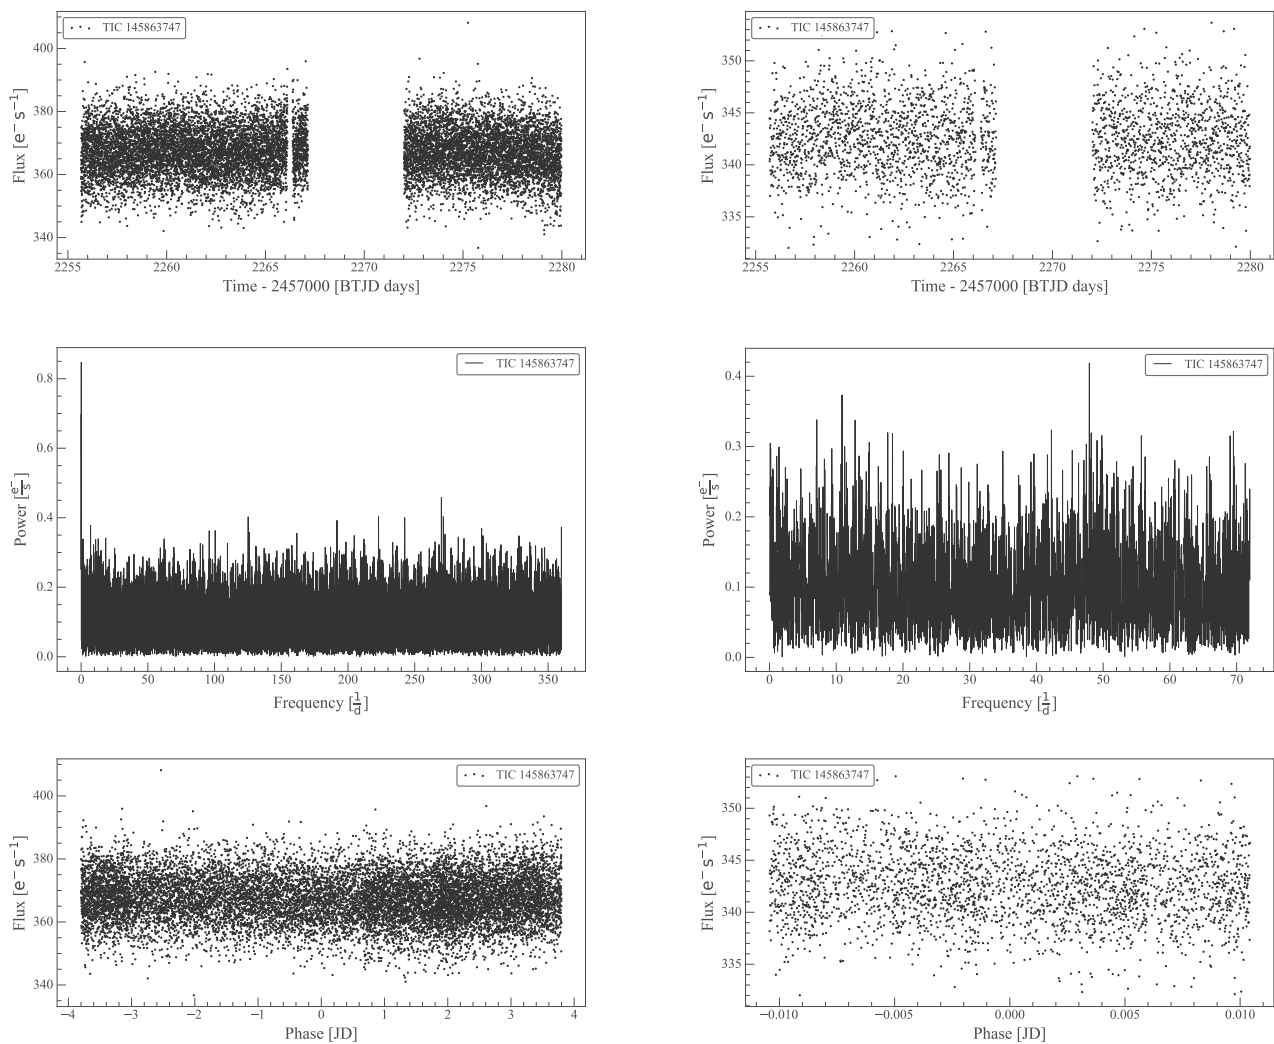 TIC 145863747
400
380
360
340
Flux [e⁻ s⁻¹]
2255 2260 2265 2270 2275 2280
Time - 2457000 [BTJD days]
TIC 145863747
350
345
340
335
Flux [e⁻ s⁻¹]
2255 2260 2265 2270 2275 2280
Time - 2457000 [BTJD days]
TIC 145863747
0.8
0.6
0.4
0.2
0.0
Power [e⁻/s]
0 50 100 150 200 250 300 350
Frequency [1/d]
TIC 145863747
0.4
0.3
0.2
0.1
0.0
Power [e⁻/s]
0 10 20 30 40 50 60 70
Frequency [1/d]
TIC 145863747
400
380
360
340
Flux [e⁻ s⁻¹]
−4 −3 −2 −1 0 1 2 3 4
Phase [JD]
TIC 145863747
350
345
340
335
Flux [e⁻ s⁻¹]
−0.010 −0.005 0.000 0.005 0.010
Phase [JD]